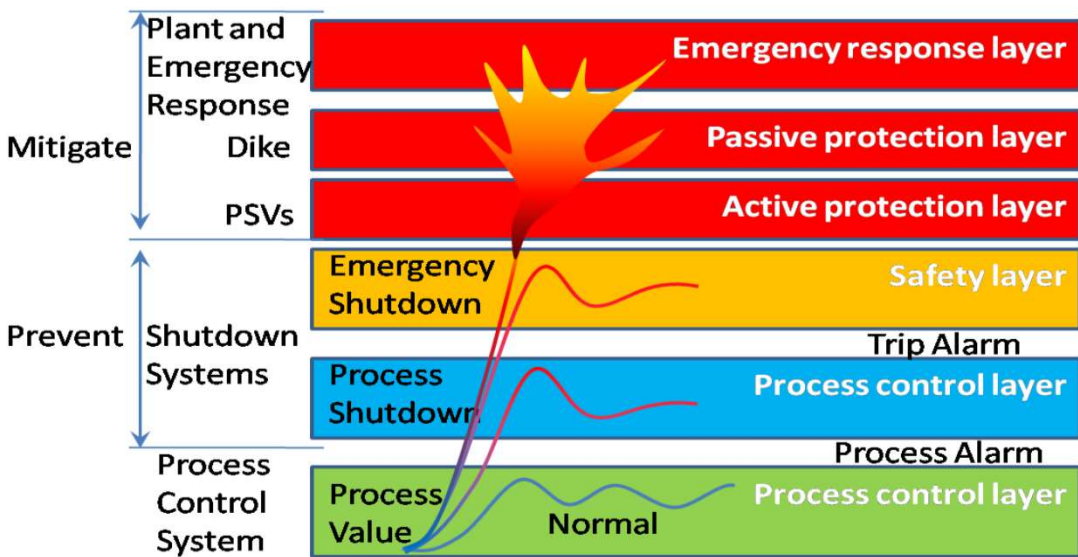 Plant and
Emergency
Response
Emergency response layer
Mitigate
Dike
Passive protection layer
PSVs
Active protection layer
Emergency
Shutdown
Safety layer
Prevent
Shutdown
Systems
Trip Alarm
Process
Shutdown
Process control layer
Process Alarm
Process
Control
System
Process
Value
Normal
Process control layer